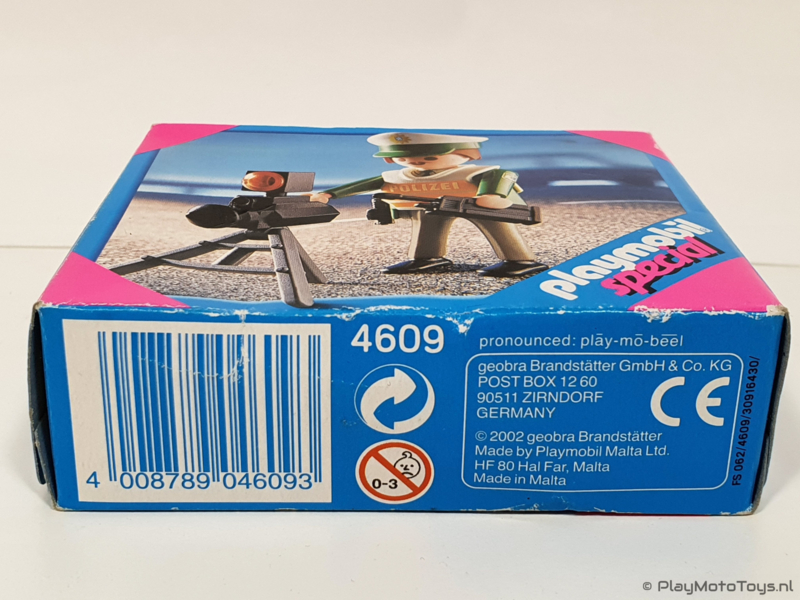 POLIZEI
playmobil
special
4609
pronounced: plāy-mō-bēēl
geobra Brandstätter GmbH & Co. KG
POST BOX 12 60
90511 ZIRNDORF
GERMANY
CE
© 2002 geobra Brandstätter
Made by Playmobil Malta Ltd.
HF 80 Hal Far, Malta
Made in Malta
FS 062/4609/30916430/
0-3
4 008789 046093
© PlayMotoToys.nl